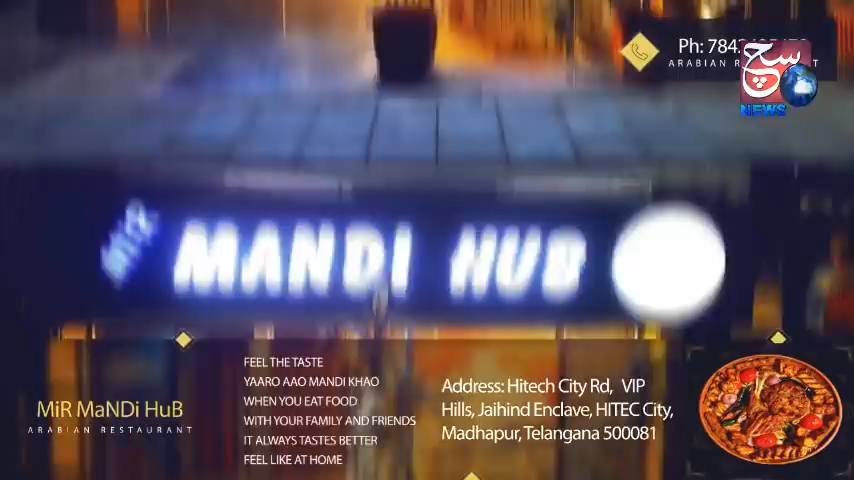 Ph: 784
ARABIAN
سچ
NEWS
MIR
MANDI HUB
MiR MaNDi HuB
ARABIAN RESTAURANT
FEEL THE TASTE
YAARO AAO MANDI KHAO
WHEN YOU EAT FOOD
WITH YOUR FAMILY AND FRIENDS
IT ALWAYS TASTES BETTER
FEEL LIKE AT HOME
Address: Hitech City Rd, VIP
Hills, Jaihind Enclave, HITEC City,
Madhapur, Telangana 500081